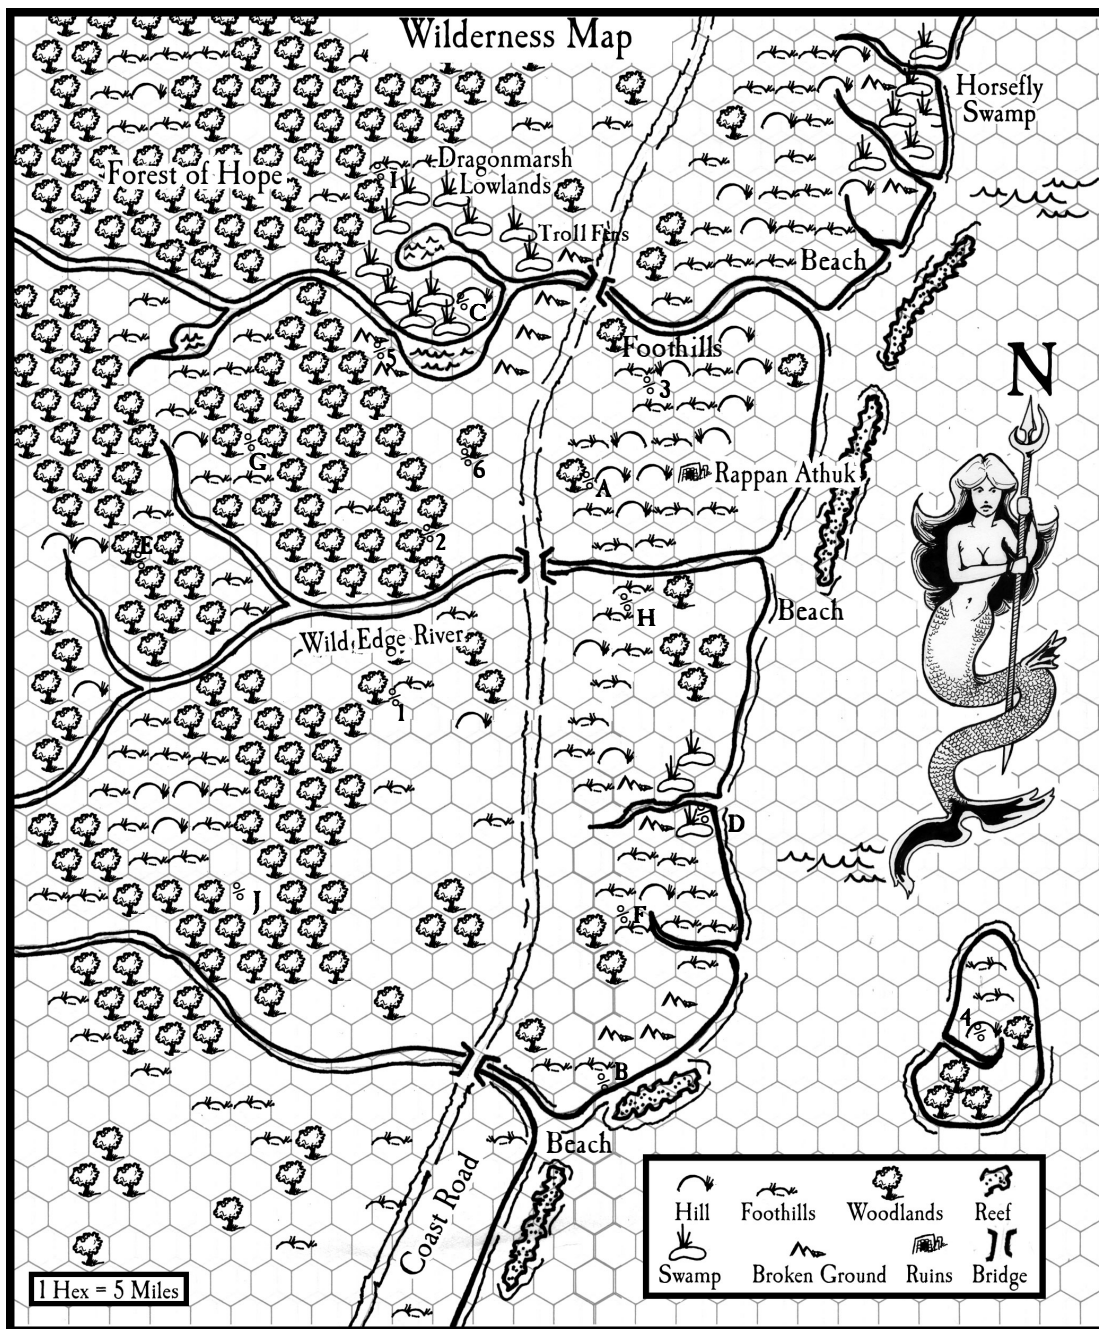 Wilderness Map
Horsefly
Swamp
Dragonmarsh
Lowlands
Forest of Hope
I
Troll Fens
Beach
C
Foothills
5
3
G
6
Rappan Athuk
A
2
E
N
H
Beach
Wild Edge River
1
D
J
F
4
B
Beach
Coast Road
Hill Foothills Woodlands Reef
Swamp Broken Ground Ruins Bridge
1 Hex = 5 Miles